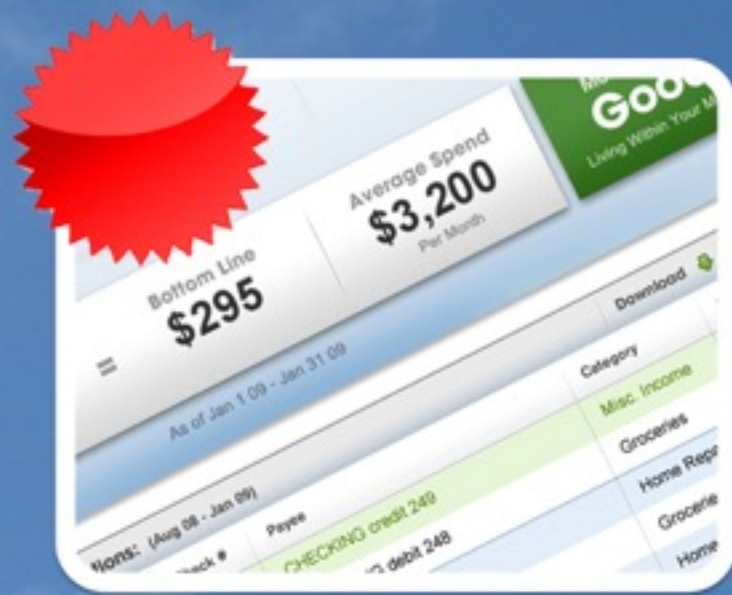 Goo
Living Within Your M
Average Spend
$3,200
Per Month
Bottom Line
= $295
As of Jan 1 09 - Jan 31 09
Download
tions: (Aug 08 - Jan 09)
Category
Misc. Income
Payee
CHECKING credit 249
Groceries
debit 248
Home Repa
Grocerie
Home